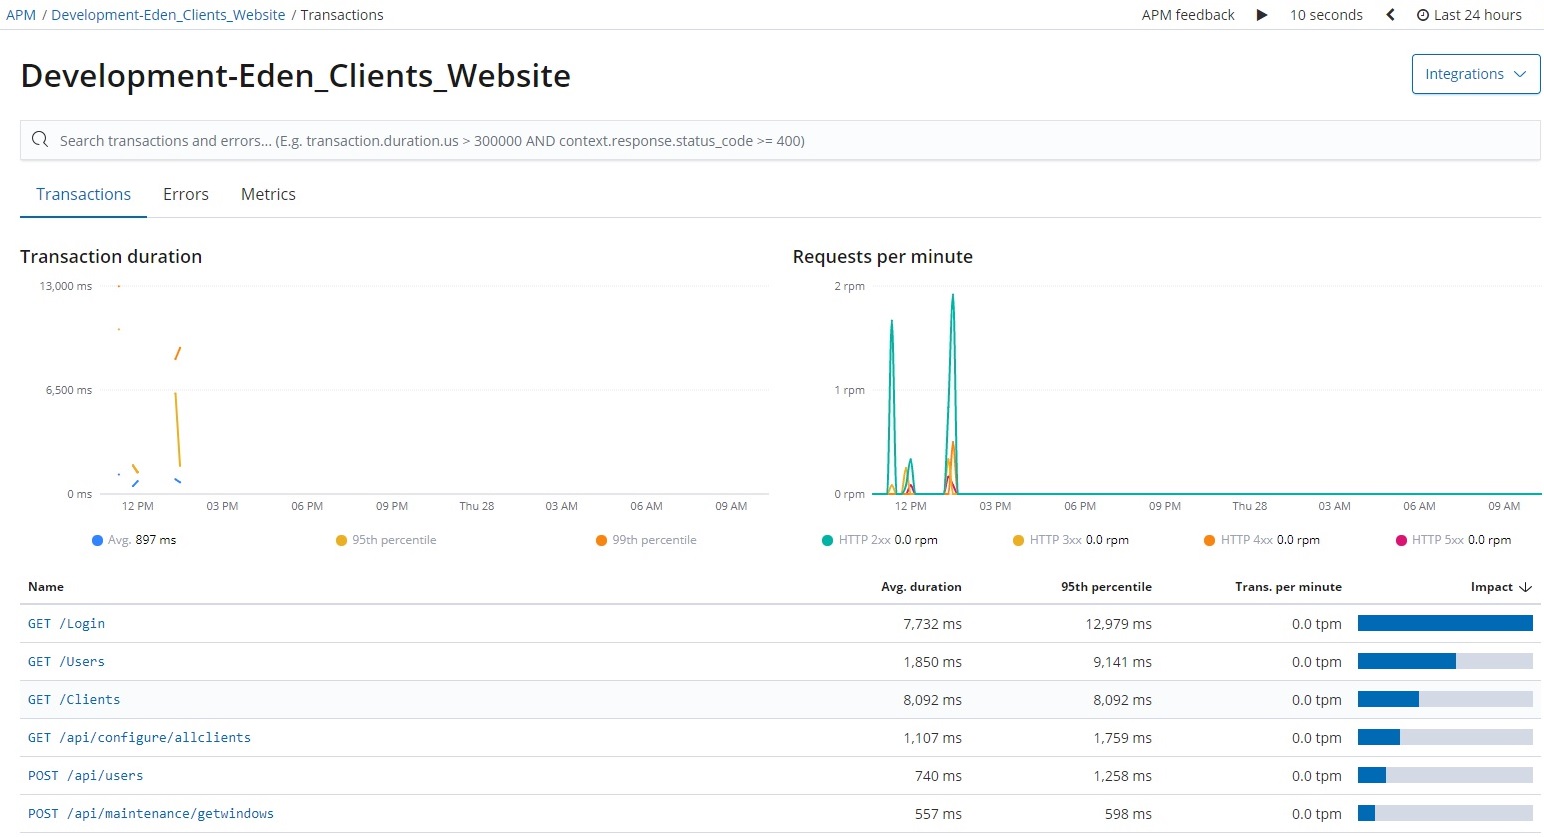 APM / Development-Eden_Clients_Website / Transactions APM feedback 10 seconds Last 24 hours
Development-Eden_Clients_Website Integrations
Search transactions and errors... (E.g. transaction.duration.us > 300000 AND context.response.status_code >= 400)
Transactions Errors Metrics
Transaction duration
13,000 ms
6,500 ms
0 ms
12 PM 03 PM 06 PM 09 PM Thu 28 03 AM 06 AM 09 AM
Avg. 897 ms 95th percentile 99th percentile
Requests per minute
2 rpm
1 rpm
0 rpm
12 PM 03 PM 06 PM 09 PM Thu 28 03 AM 06 AM 09 AM
HTTP 2xx 0.0 rpm HTTP 3xx 0.0 rpm HTTP 4xx 0.0 rpm HTTP 5xx 0.0 rpm
Name Avg. duration 95th percentile Trans. per minute Impact
GET /Login 7,732 ms 12,979 ms 0.0 tpm
GET /Users 1,850 ms 9,141 ms 0.0 tpm
GET /Clients 8,092 ms 8,092 ms 0.0 tpm
GET /api/configure/allclients 1,107 ms 1,759 ms 0.0 tpm
POST /api/users 740 ms 1,258 ms 0.0 tpm
POST /api/maintenance/getwindows 557 ms 598 ms 0.0 tpm